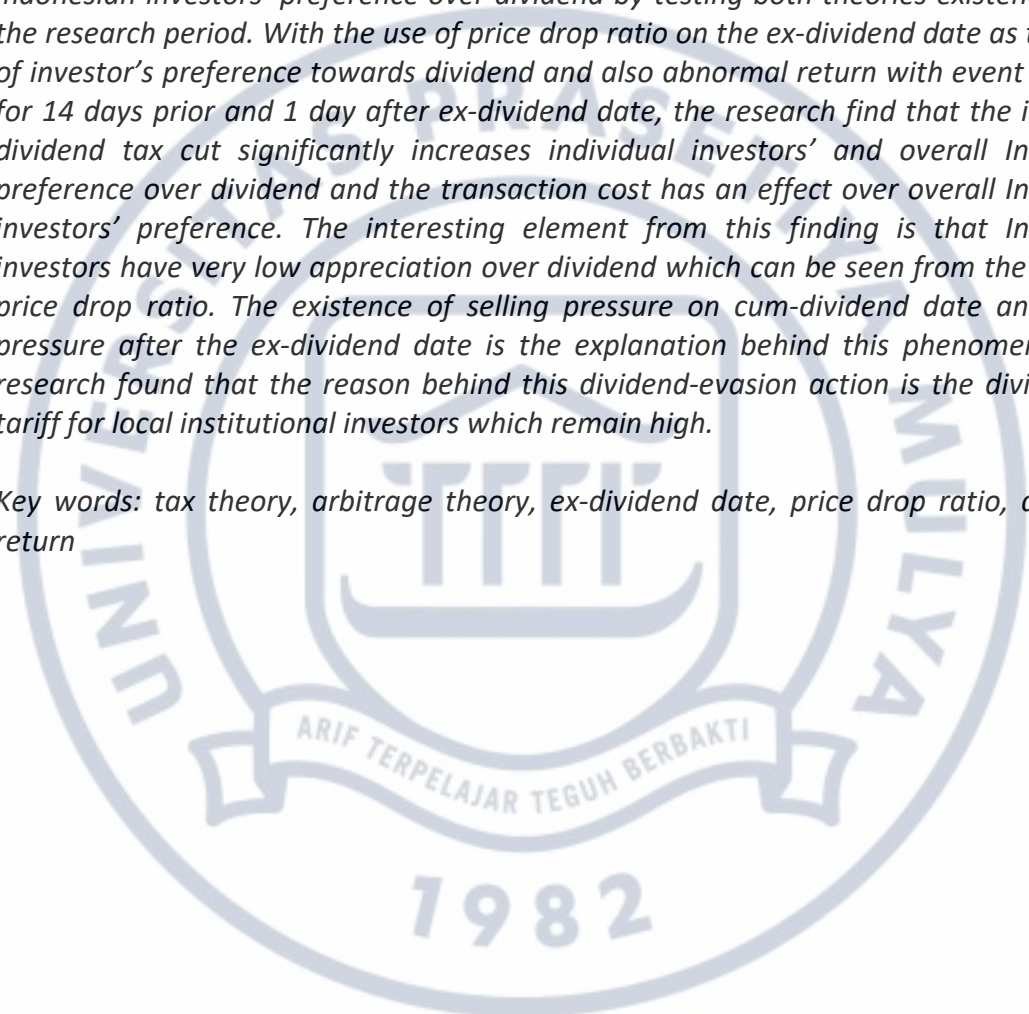 Indonesian investors' preference over dividend by testing both theories existen
the research period. With the use of price drop ratio on the ex-dividend date as t
of investor's preference towards dividend and also abnormal return with event
for 14 days prior and 1 day after ex-dividend date, the research find that the i
dividend tax cut significantly increases individual investors' and overall In
preference over dividend and the transaction cost has an effect over overall In
investors' preference. The interesting element from this finding is that In
investors have very low appreciation over dividend which can be seen from the
price drop ratio. The existence of selling pressure on cum-dividend date an
pressure after the ex-dividend date is the explanation behind this phenomer
research found that the reason behind this dividend-evasion action is the divi
tariff for local institutional investors which remain high.
Key words: tax theory, arbitrage theory, ex-dividend date, price drop ratio, a
return
UNIVERSITAS PRASETIYA MULYA
ARIF TERPELAJAR TEGUH BERBAKTI
1982